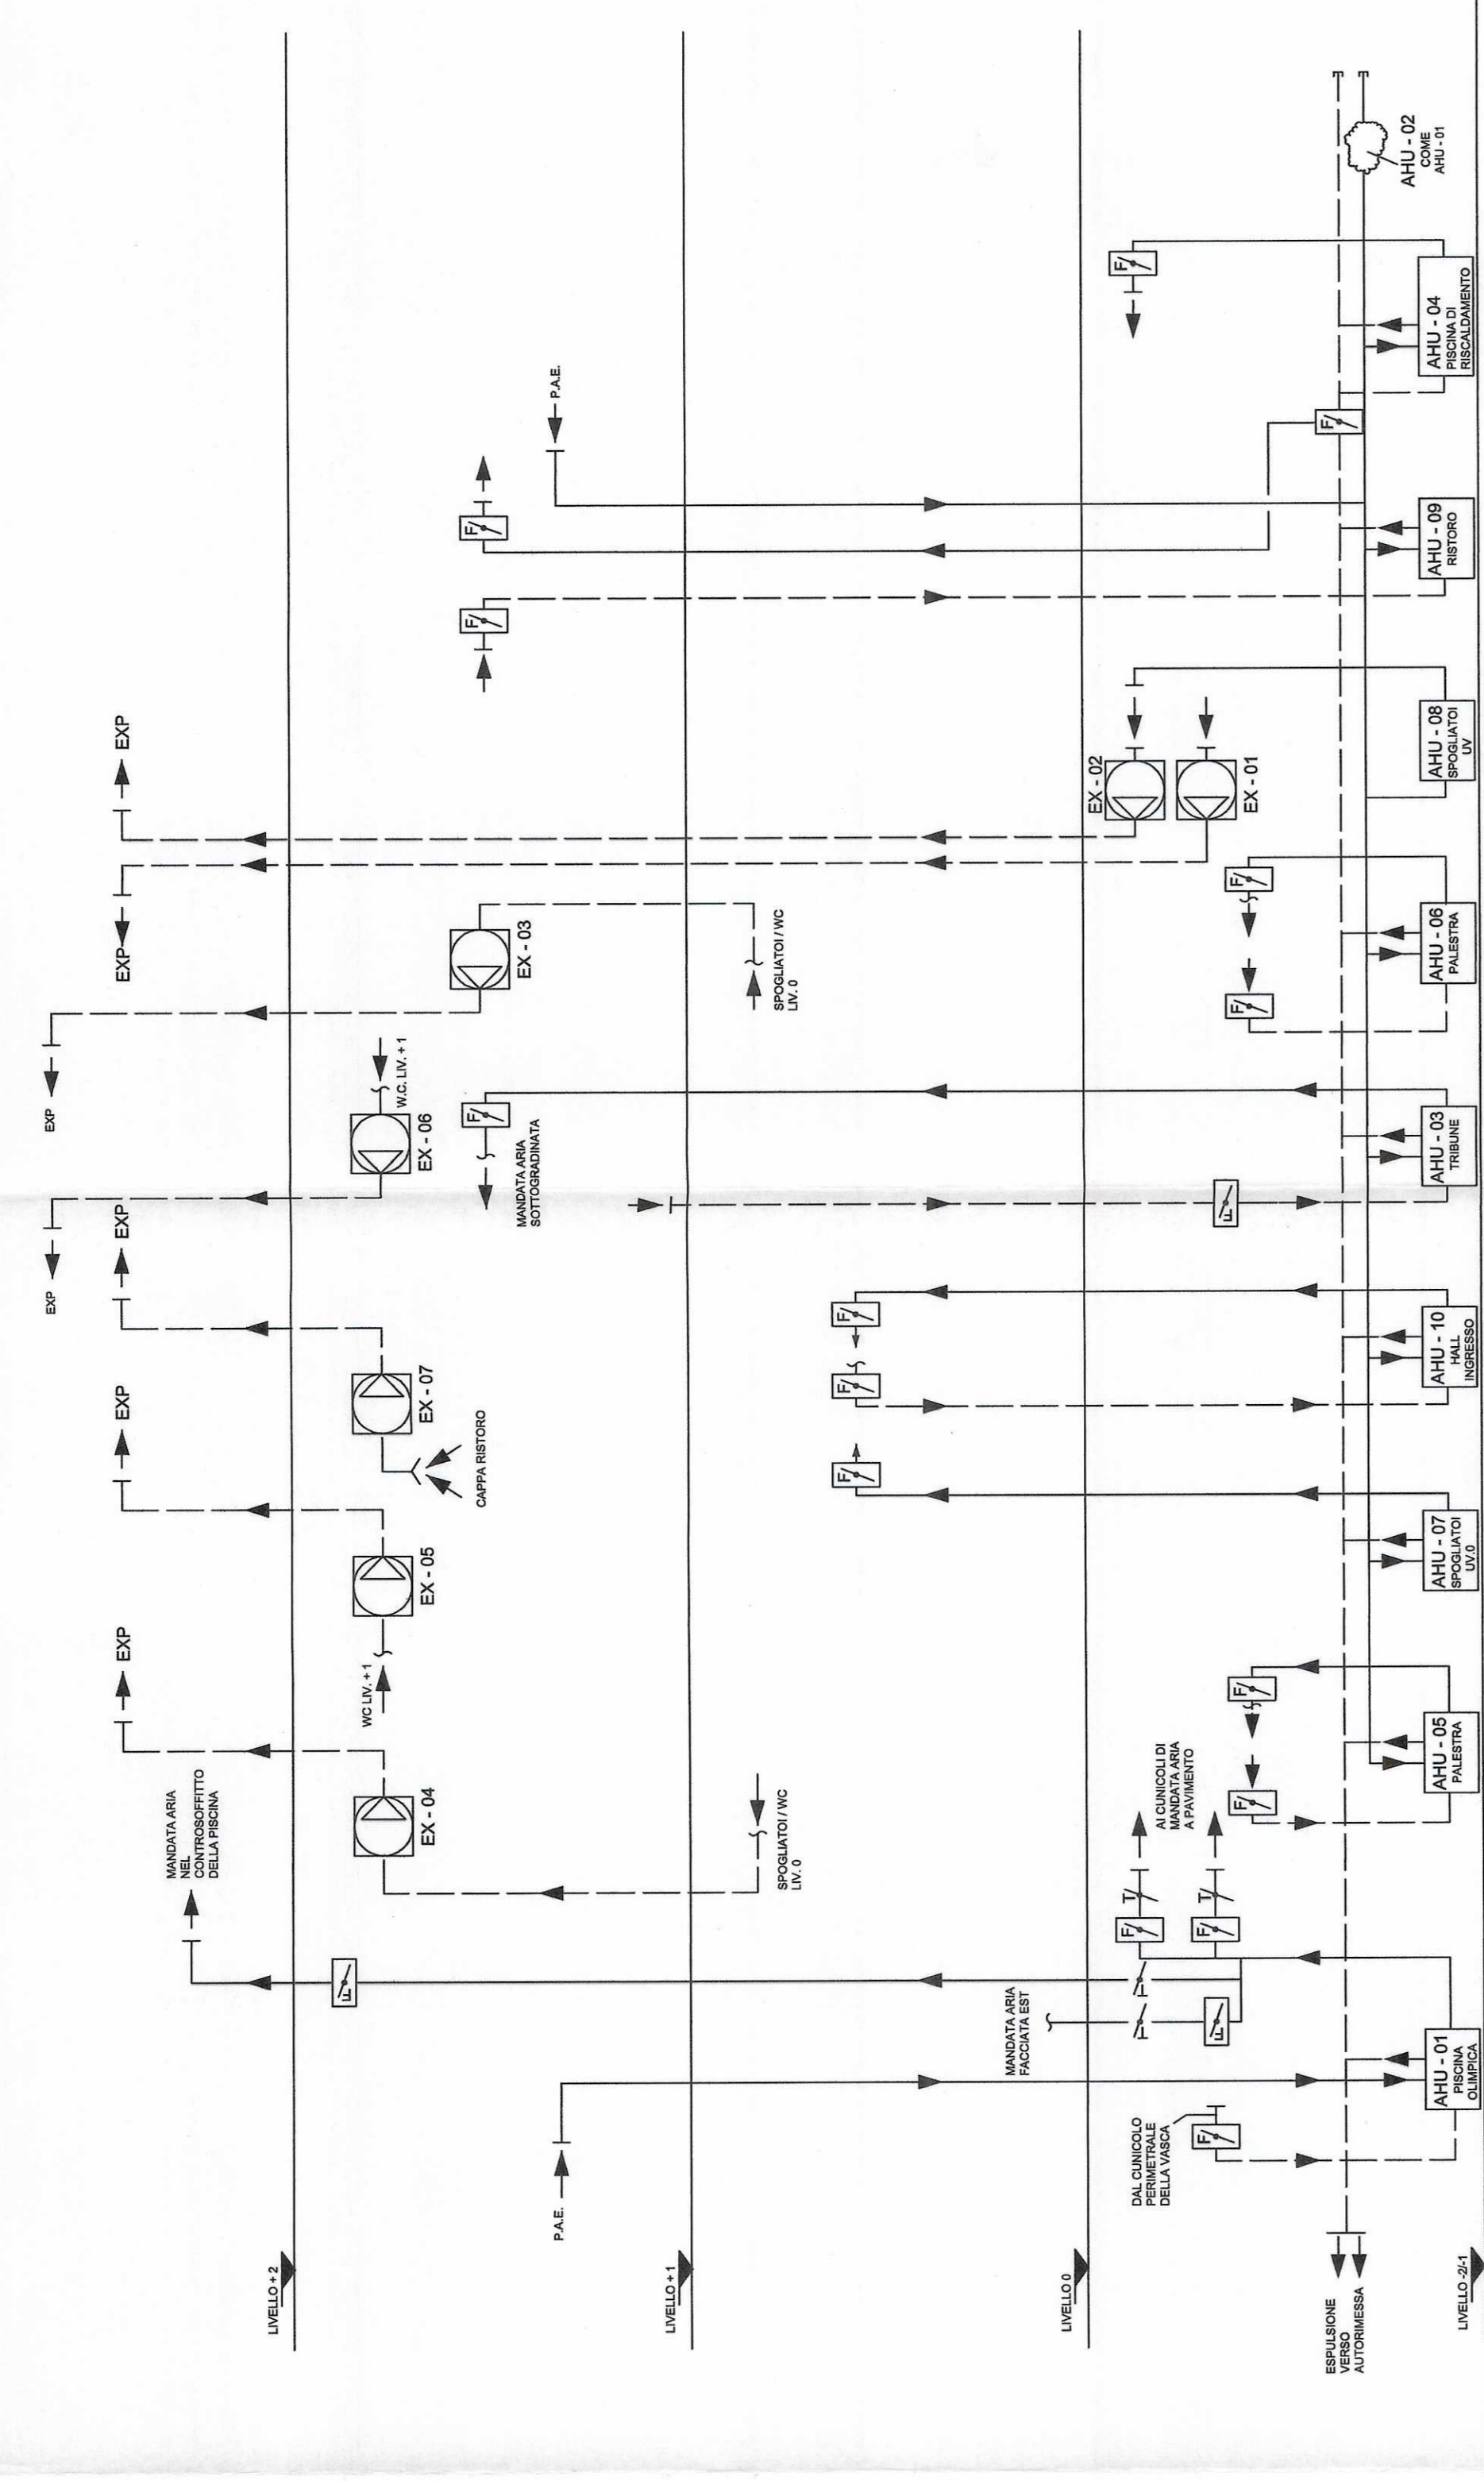 EXP
EXP
EXP
EXP
EXP
EXP
EXP
MANDATA ARIA
NEL
CONTROSOFFITTO
DELLA PISCINA
LIVELLO + 2
F
WC LIV. + 1
W.C. LIV. + 1
EX - 04
EX - 05
EX - 07
EX - 06
CAPPA RISTORO
F
F
F
MANDATA ARIA
SOTTOGRADINATA
EX - 03
P.A.E.
P.A.E.
LIVELLO + 1
SPOGLIATOI / WC
LIV. 0
SPOGLIATOI / WC
LIV. 0
F
F
F
MANDATA ARIA
FACCIATA EST
LIVELLO 0
EX - 02
EX - 01
DAL CUNICOLO
PERIMETRALE
DELLA VASCA
T
T
F
T
F
AI CUNICOLI DI
MANDATA ARIA
A PAVIMENTO
F
F
F
T
F
F
F
F
F
F
ESPULSIONE
VERSO
AUTORIMESSA
AHU - 01
PISCINA
OLIMPICA
AHU - 05
PALESTRA
AHU - 07
SPOGLIATOI
UV.0
AHU - 10
HALL
INGRESSO
AHU - 03
TRIBUNE
AHU - 06
PALESTRA
AHU - 08
SPOGLIATOI
UV
AHU - 09
RISTORO
AHU - 04
PISCINA DI
RISCALDAMENTO
AHU - 02
COME
AHU - 01
LIVELLO -2/-1